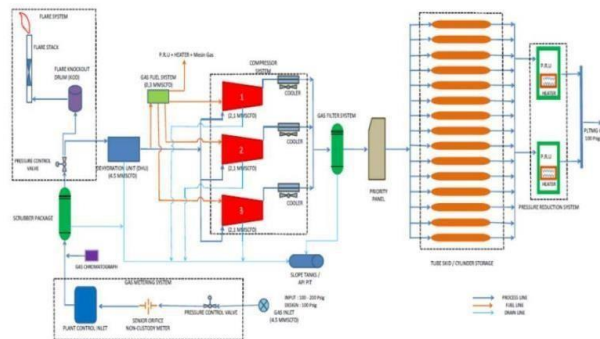 FLARE SYSTEM
FLARE STACK
FLARE KNOCKOUT
DRUM (KOD)
PRESSURE CONTROL
VALVE
SCRUBBER PACKAGE
GAS CHROMATOGRAPH
GAS METERING SYSTEM
PLANT CONTROL INLET
SENIOR ORIFICE
NON-CUSTODY METER
PRESSURE CONTROL VALVE
GAS INLET
(4.5 MMSCFD)
DEHYDRATION UNIT (DHU)
(4.5 MMSCFD)
GAS FUEL SYSTEM
(0,3 MMSCFD)
P.R.U + HEATER + Mesin Gas
COMPRESSOR
SYSTEM
1
(2,1 MMSCFD)
COOLER
2
(2,1 MMSCFD)
COOLER
3
(2,1 MMSCFD)
COOLER
GAS FILTER SYSTEM
SLOPE TANKS /
API PIT
INPUT : 100 - 200 Psig
DESIGN : 100 Psig
PRIORITY
PANEL
TUBE SKID / CYLINDER STORAGE
P.R.U
HEATER
P.R.U
HEATER
PRESSURE REDUCTION SYSTEM
100 Psig
PROCESS LINE
FUEL LINE
DRAIN LINE